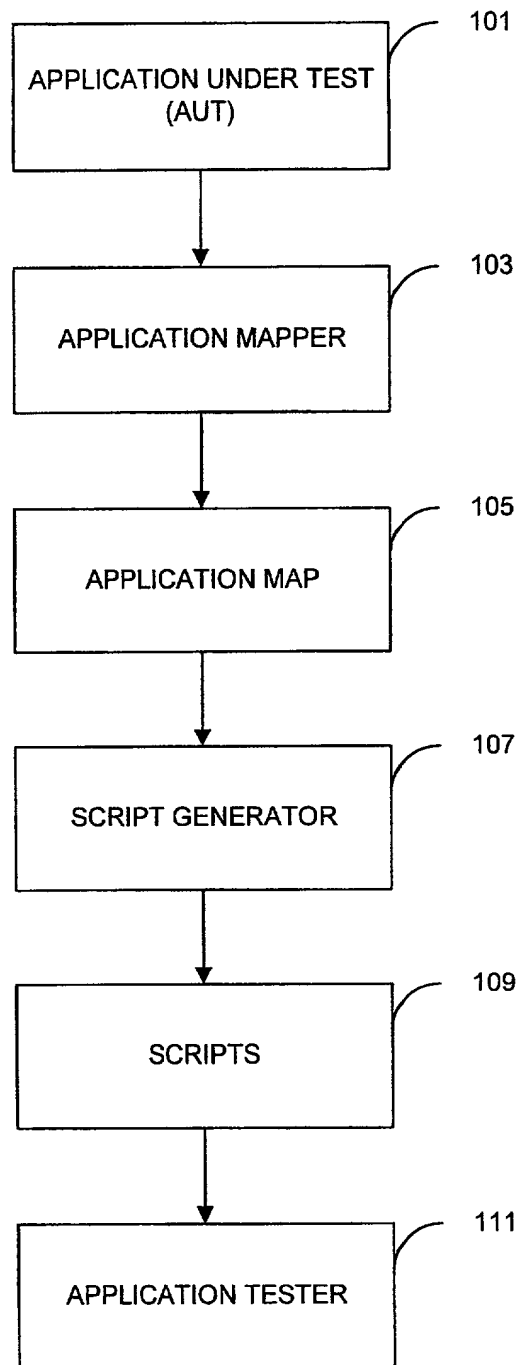 101
APPLICATION UNDER TEST
(AUT)
103
APPLICATION MAPPER
105
APPLICATION MAP
107
SCRIPT GENERATOR
109
SCRIPTS
111
APPLICATION TESTER